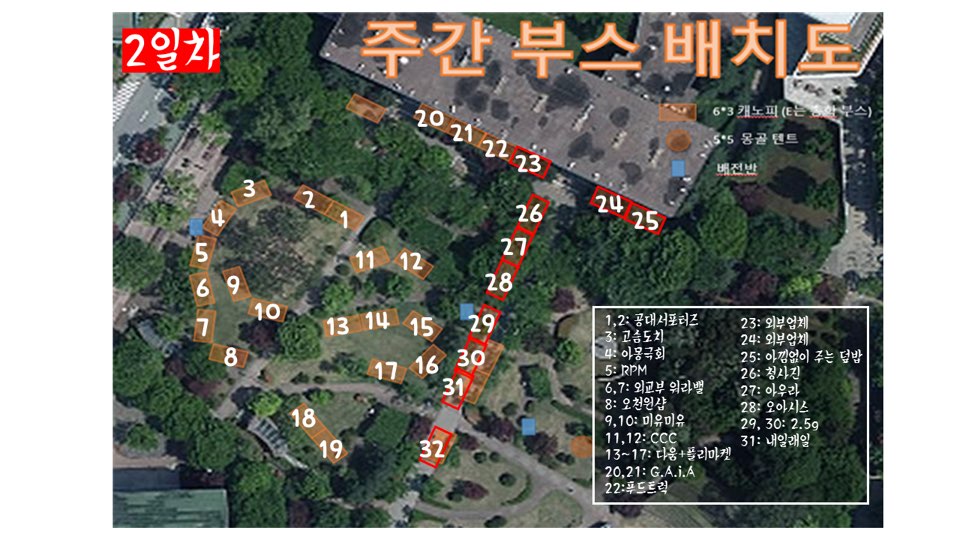 2일차
주간 부스 배치도
6*3 캐노피 (E는 총학 부스)
5*5 몽골 텐트
배전반
20
21
22
23
24
25
3
2
1
4
26
5
11
12
27
6
9
28
10
7
13
14
15
29
8
17
16
30
31
18
19
32
1,2: 공대서포터즈
3: 고슴도치
4: 아몽극회
5: RPM
6,7: 외교부 위라밸
8: 오천원샵
9,10: 미유미유
11,12: CCC
13~17: 다움+플리마켓
20,21: G.A.i.A
22:푸드트럭
23: 외부업체
24: 외부업체
25: 아낌없이 주는 덮밥
26: 청사진
27: 아우라
28: 오아시스
29, 30: 2.5g
31: 내일래일